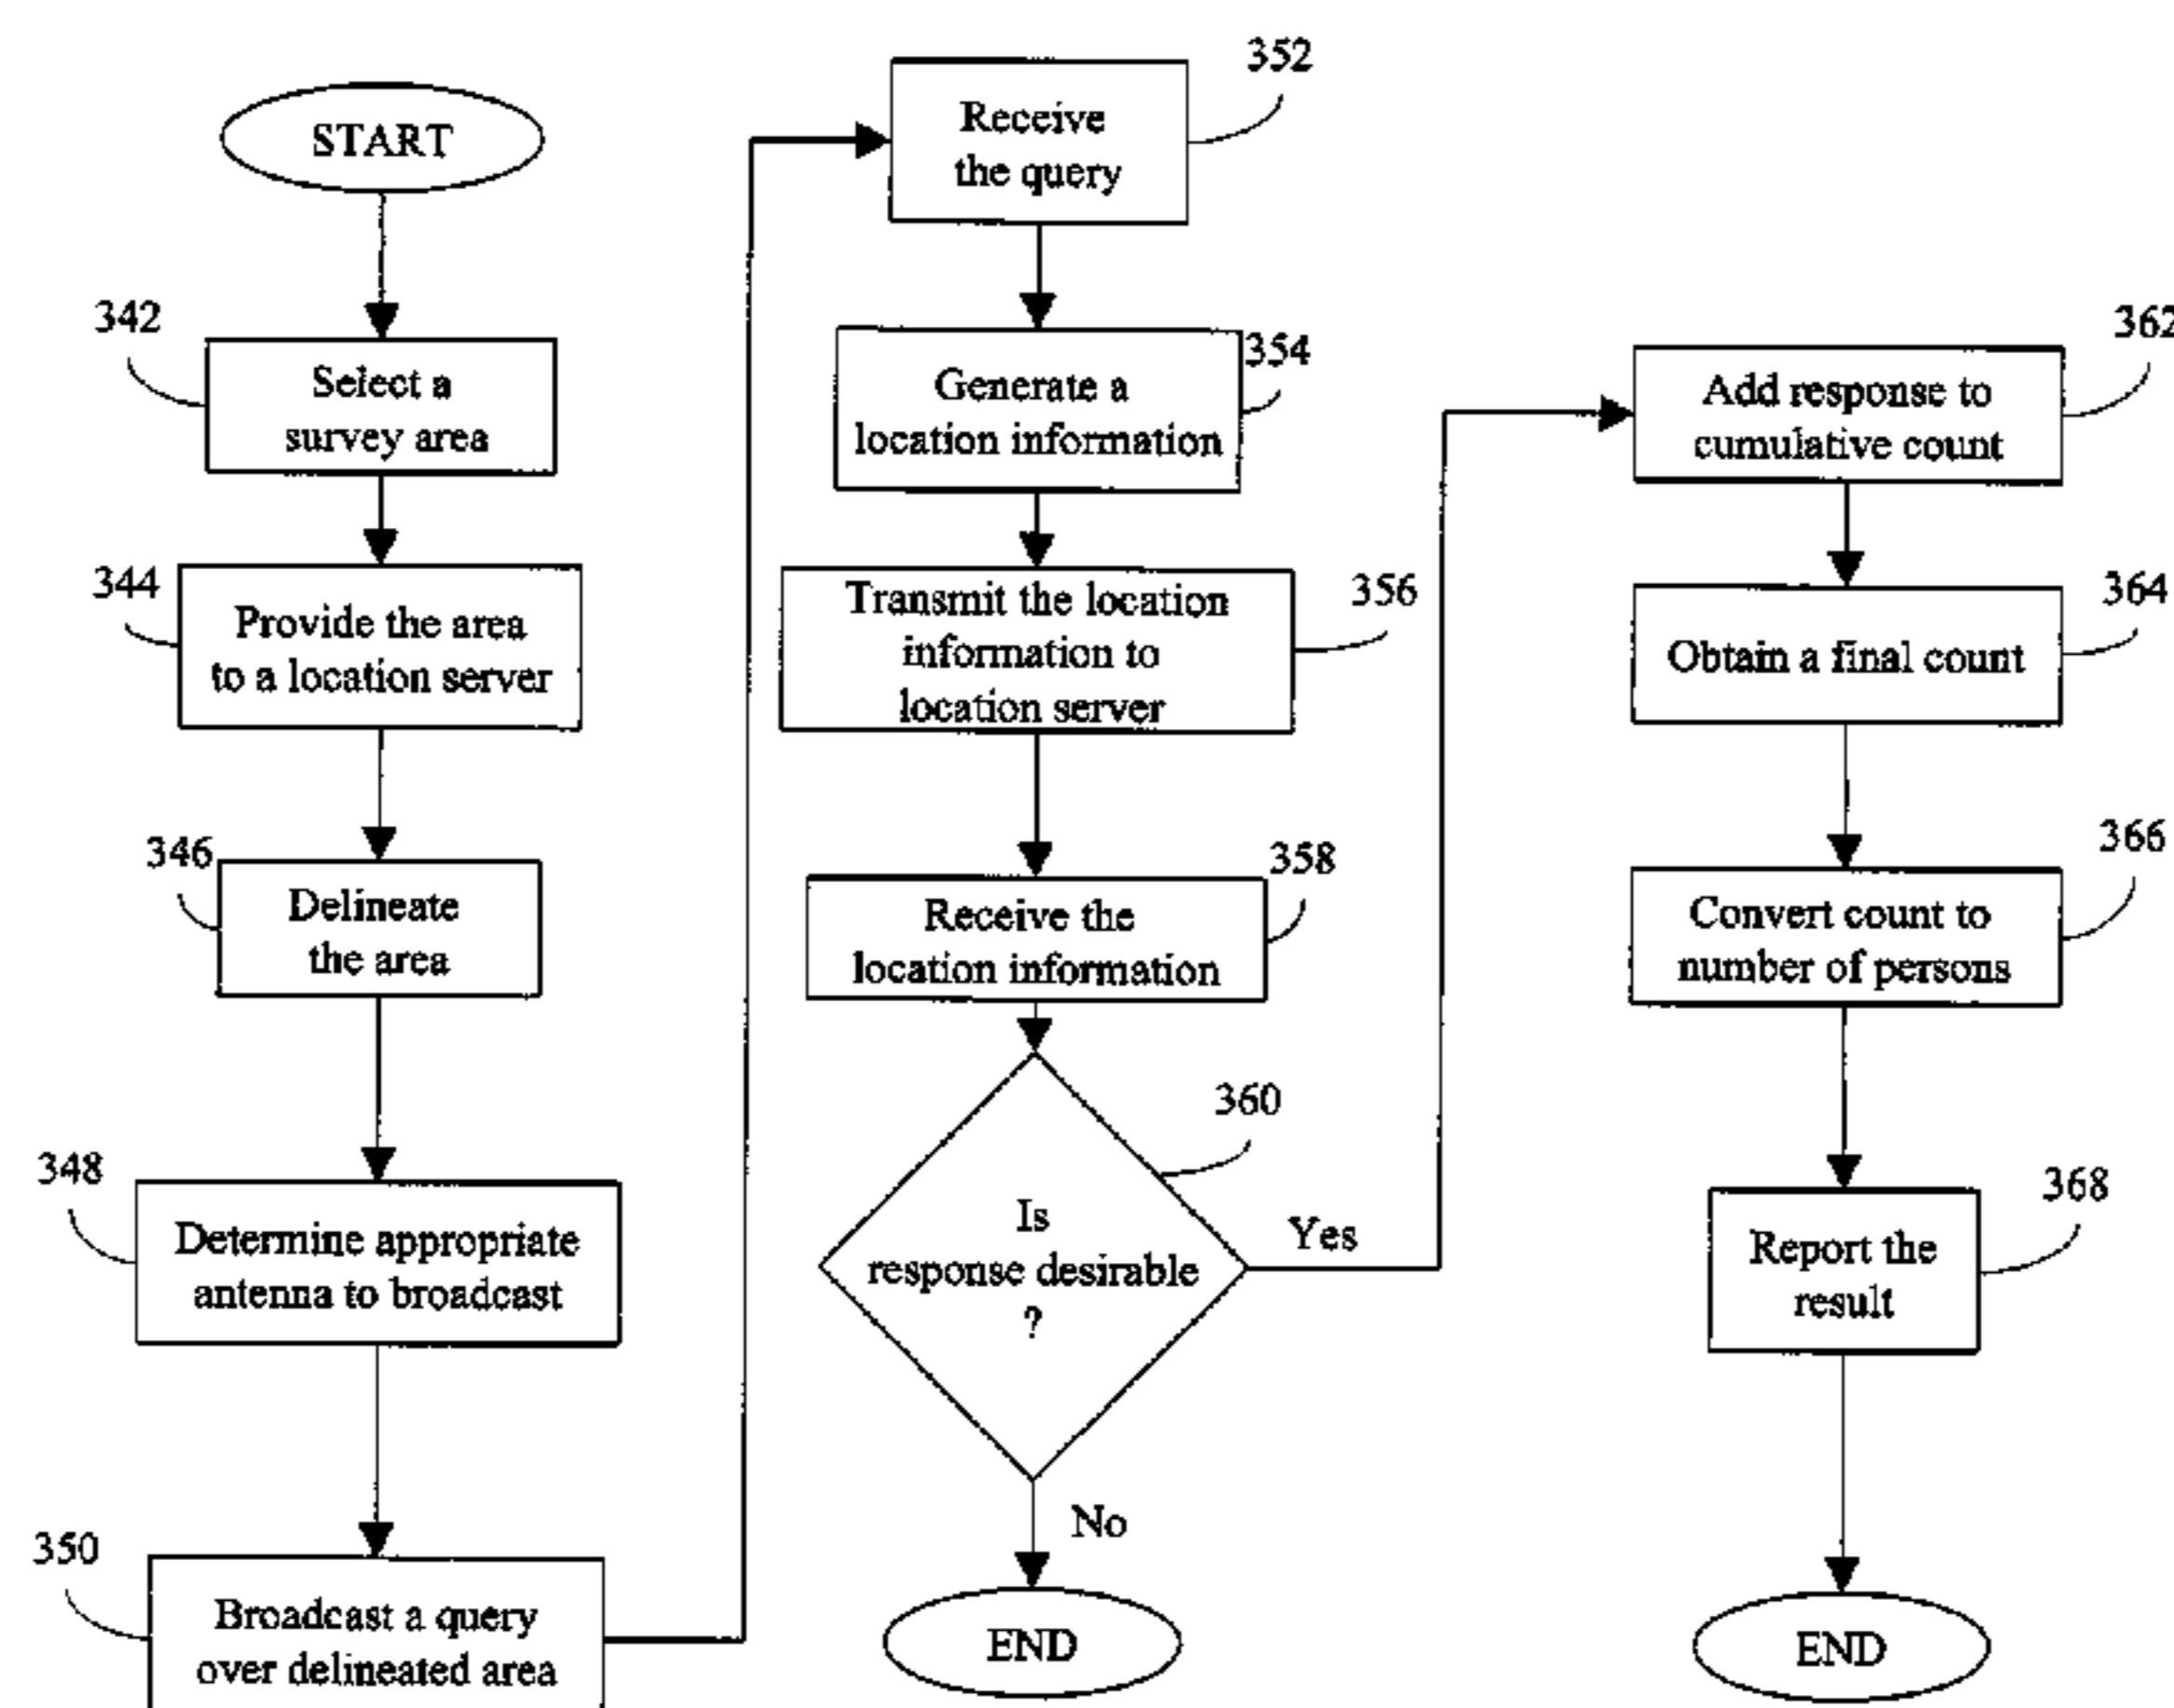 START
342
Select a
survey area
344
Provide the area
to a location server
346
Delineate
the area
348
Determine appropriate
antenna to broadcast
350
Broadcast a query
over delineated area
352
Receive
the query
354
Generate a
location information
356
Transmit the location
information to
location server
358
Receive the
location information
360
Is
response desirable
?
Yes
No
END
362
Add response to
cumulative count
364
Obtain a final count
366
Convert count to
number of persons
368
Report the
result
END